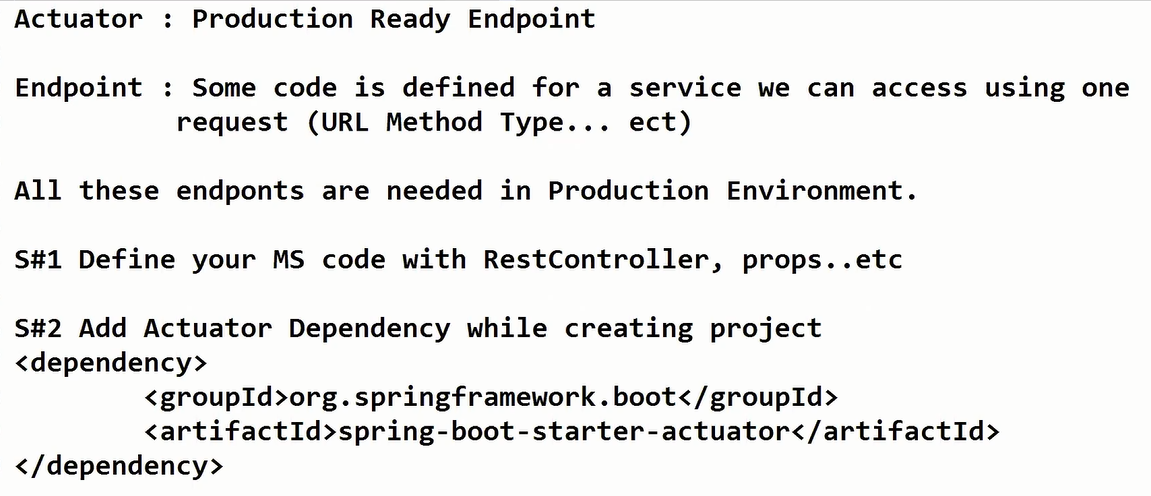 Actuator : Production Ready Endpoint
Endpoint : Some code is defined for a service we can access using one
request (URL Method Type... ect)
All these endponts are needed in Production Environment.
S#1 Define your MS code with RestController, props..etc
S#2 Add Actuator Dependency while creating project
<dependency>
<groupId>org.springframework.boot</groupId>
<artifactId>spring-boot-starter-actuator</artifactId>
</dependency>